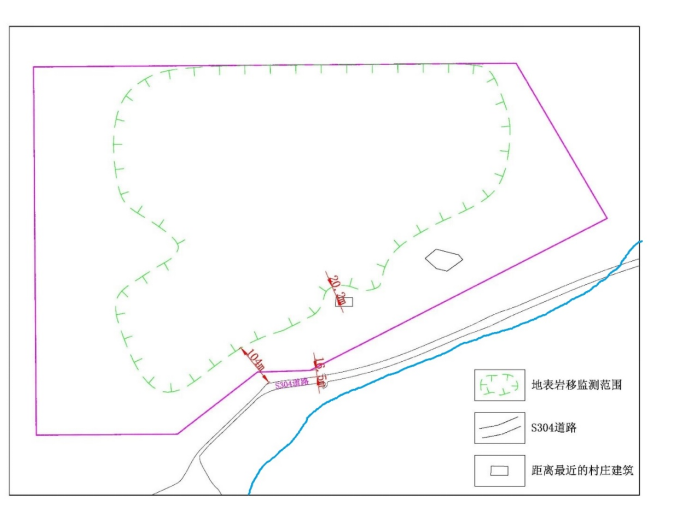 20.2m
104m
16.5m
S304道路
地表岩移监测范围
S304道路
距离最近的村庄建筑